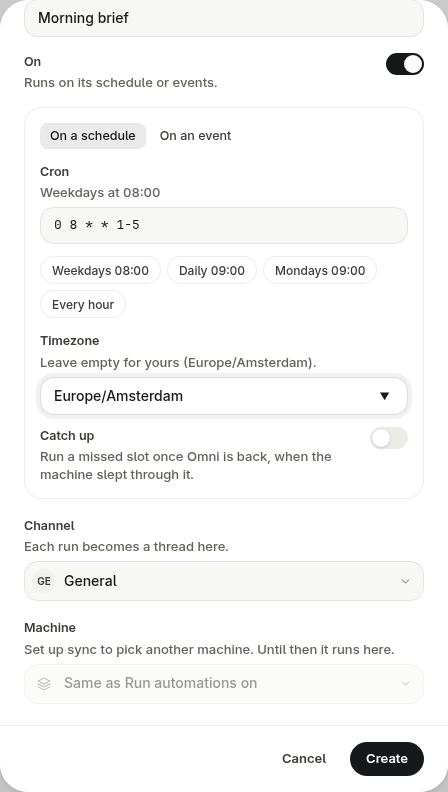 Morning brief
On
Runs on its schedule or events.
On a schedule
On an event
Cron
Weekdays at 08:00
0 8 * * 1-5
Weekdays 08:00
Daily 09:00
Mondays 09:00
Every hour
Timezone
Leave empty for yours (Europe/Amsterdam).
Europe/Amsterdam
Catch up
Run a missed slot once Omni is back, when the
machine slept through it.
Channel
Each run becomes a thread here.
GE General
Machine
Set up sync to pick another machine. Until then it runs here.
Same as Run automations on
Cancel
Create